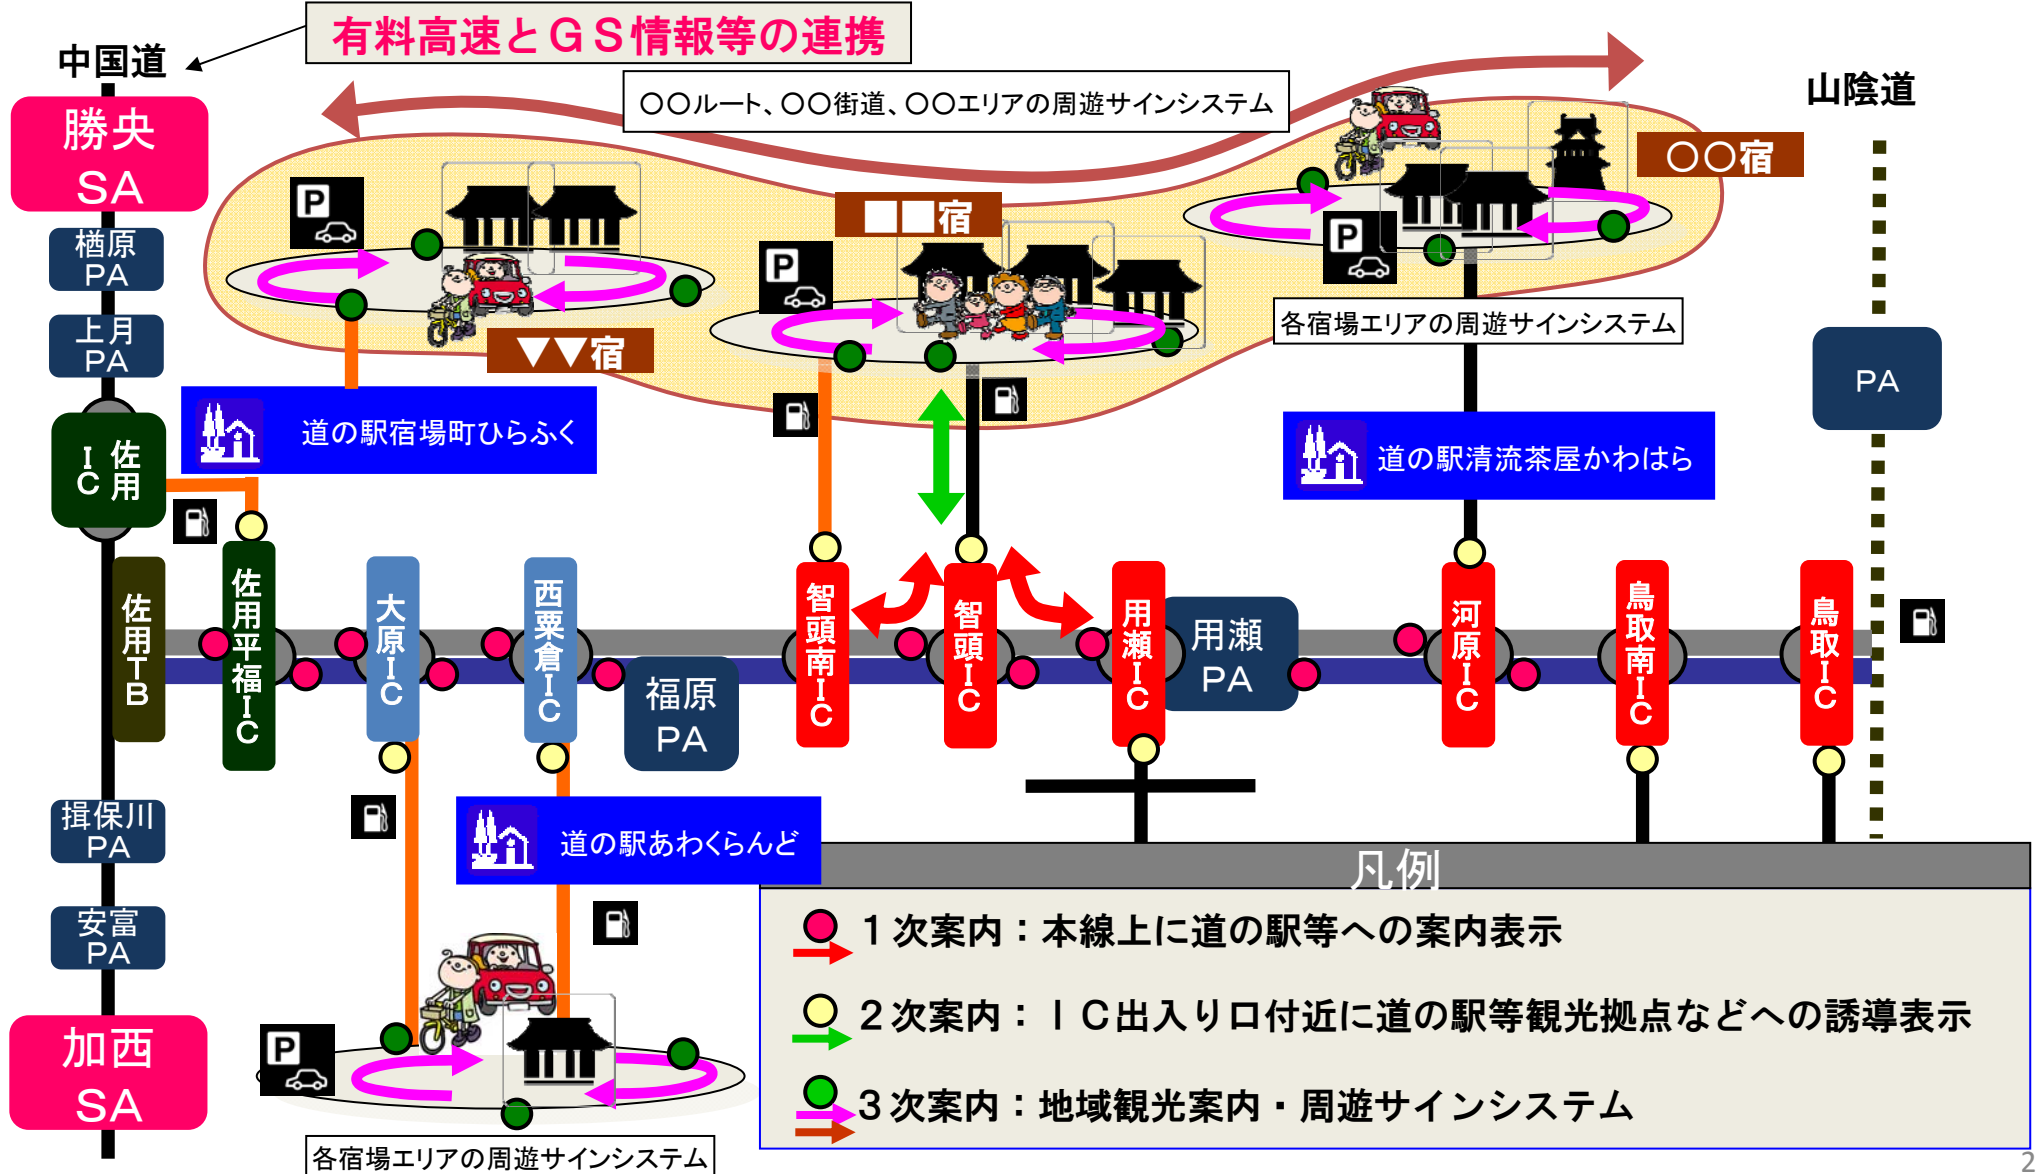 有料高速とＧＳ情報等の連携
中国道
山陰道
○○ルート、○○街道、○○エリアの周遊サインシステム
勝央
ＳＡ
楢原
ＰＡ
上月
ＰＡ
佐用
ＩＣ
P
▼▼宿
P
■■宿
P
○○宿
各宿場エリアの周遊サインシステム
ＰＡ
道の駅宿場町ひらふく
道の駅清流茶屋かわはら
佐用ＴＢ
佐用平福ＩＣ
大原ＩＣ
西粟倉ＩＣ
福原
ＰＡ
智頭南ＩＣ
智頭ＩＣ
用瀬ＩＣ
用瀬
ＰＡ
河原ＩＣ
鳥取南ＩＣ
鳥取ＩＣ
揖保川
ＰＡ
安富
ＰＡ
加西
ＳＡ
道の駅あわくらんど
P
各宿場エリアの周遊サインシステム
凡例
１次案内：本線上に道の駅等への案内表示
２次案内：ＩＣ出入り口付近に道の駅等観光拠点などへの誘導表示
３次案内：地域観光案内・周遊サインシステム
2